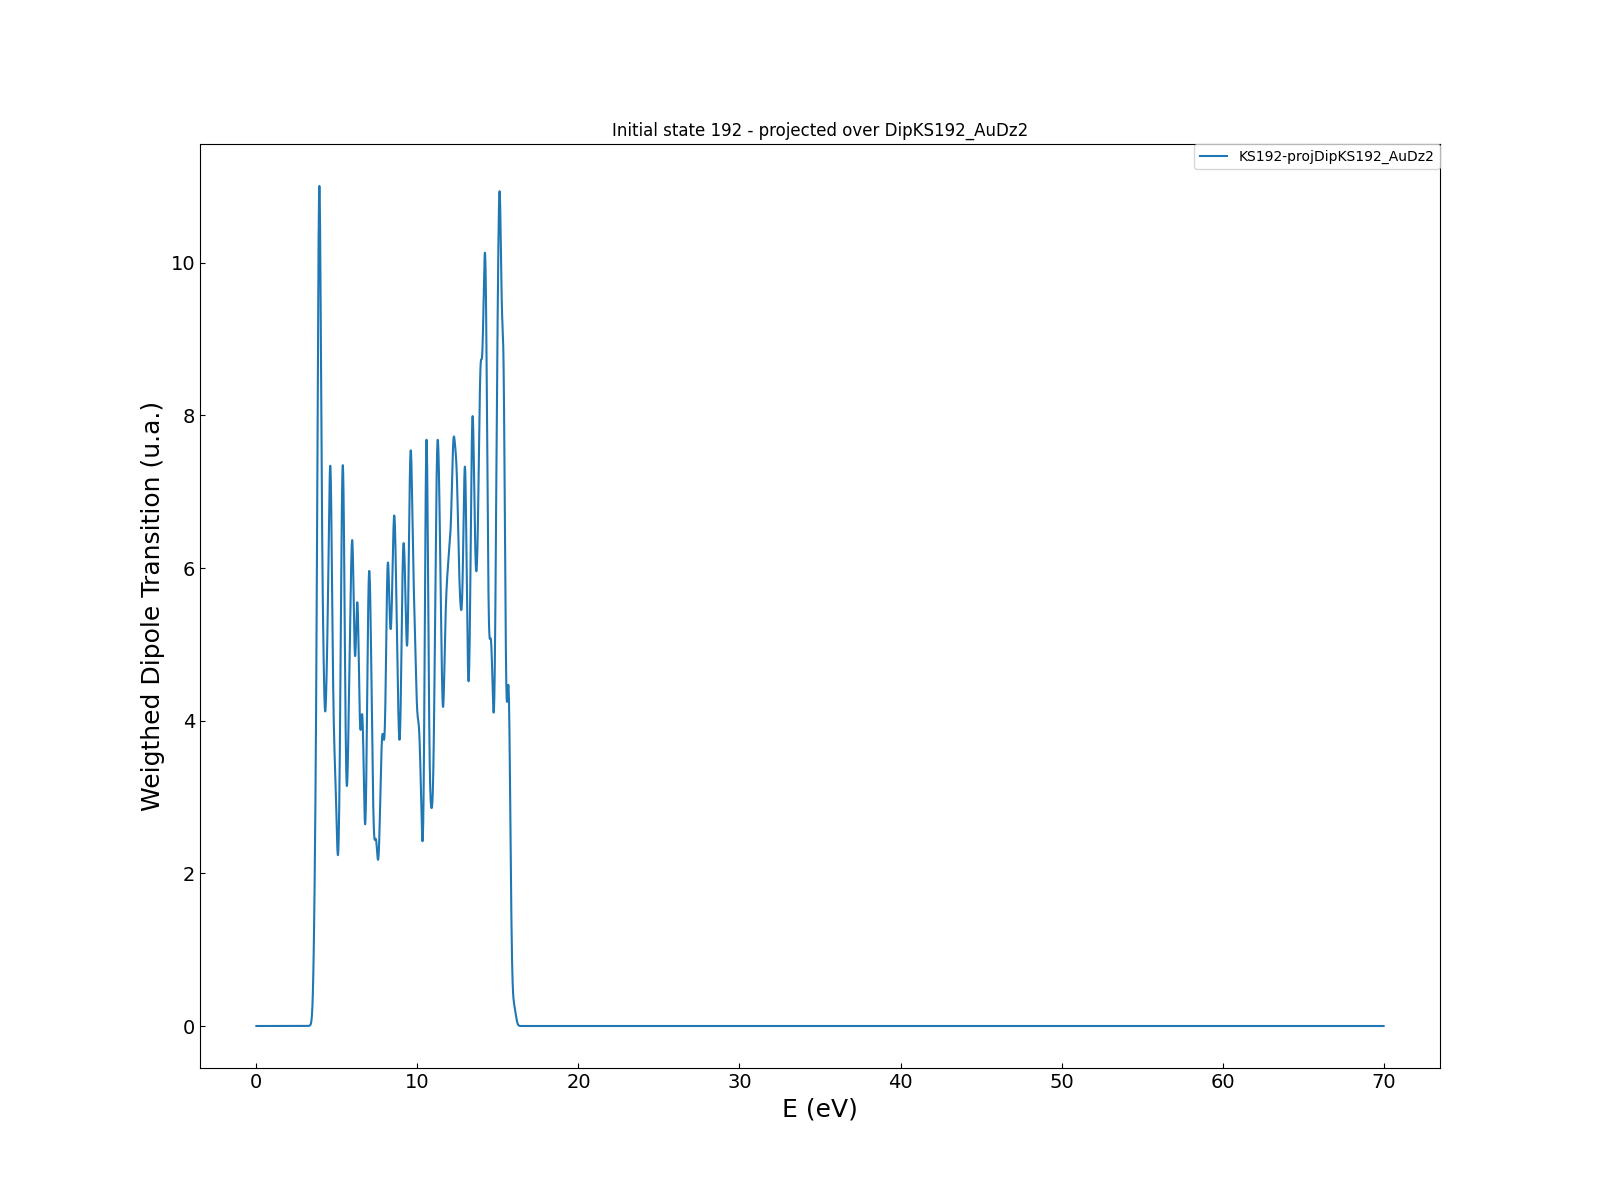 Initial state 192 - projected over DipKS192_AuDz2
KS192-projDipKS192_AuDz2
Weigthed Dipole Transition (u.a.)
10
8
6
4
2
0
0 10 20 30 40 50 60 70
E (eV)